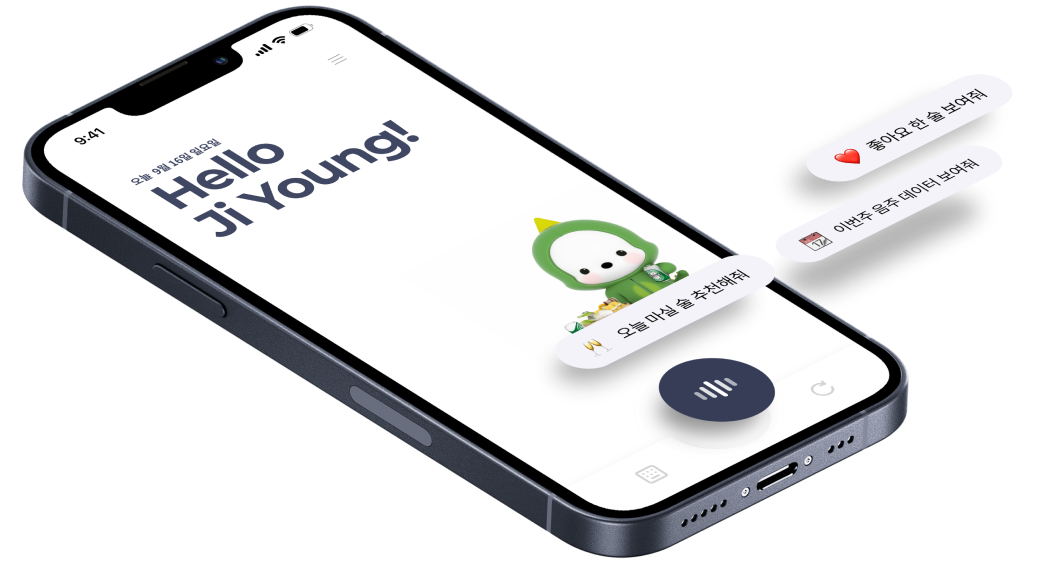 9:41
오늘 9월 16일 일요일
Hello
Ji Young!
좋아요 한 술 보여줘
17
이번주 음주 데이터 보여줘
오늘 마실 술 추천해줘